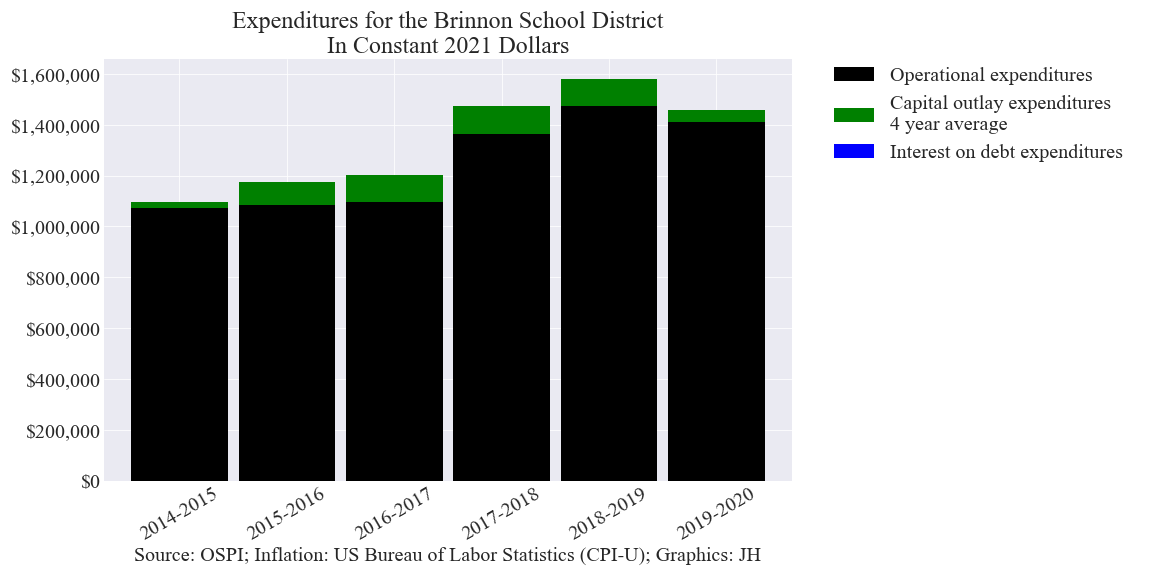 Expenditures for the Brinnon School District
In Constant 2021 Dollars
$1,600,000
$1,400,000
$1,200,000
$1,000,000
$800,000
$600,000
$400,000
$200,000
$0
2014-2015
2015-2016
2016-2017
2017-2018
2018-2019
2019-2020
Source: OSPI; Inflation: US Bureau of Labor Statistics (CPI-U); Graphics: JH
Operational expenditures
Capital outlay expenditures
4 year average
Interest on debt expenditures